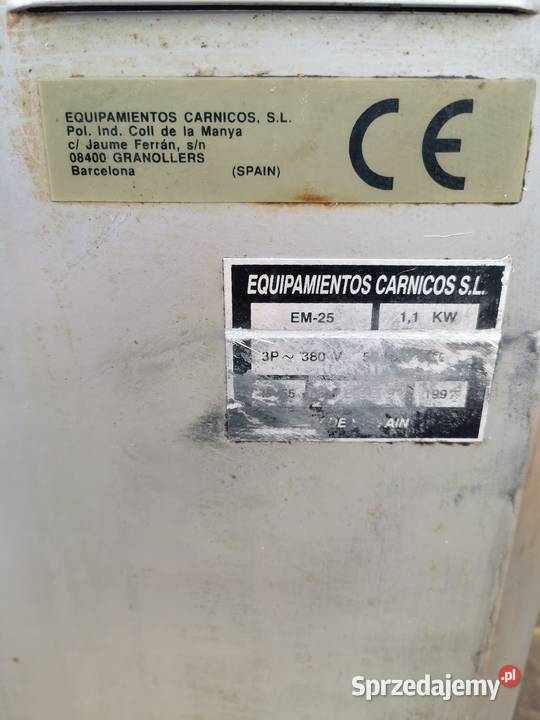 EQUIPAMIENTOS CARNICOS, S.L.
Pol. Ind. Coll de la Manya
c/ Jaume Ferrán, s/n
08400 GRANOLLERS
Barcelona (SPAIN)
CE
EQUIPAMIENTOS CARNICOS S.L.
EM-25 1,1 KW
3P ~ 380 V
199
Sprzedajemy.pl